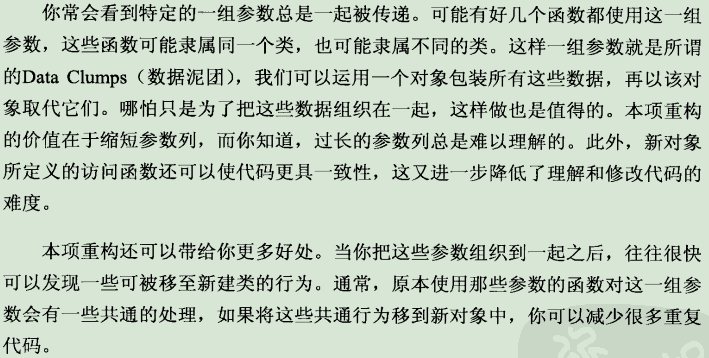 你常会看到特定的一组参数总是一起被传递。可能有好几个函数都使用这一组
参数，这些函数可能隶属同一个类，也可能隶属不同的类。这样一组参数就是所谓
的Data Clumps（数据泥团），我们可以运用一个对象包装所有这些数据，再以该对
象取代它们。哪怕只是为了把这些数据组织在一起，这样做也是值得的。本项重构
的价值在于缩短参数列，而你知道，过长的参数列总是难以理解的。此外，新对象
所定义的访问函数还可以使代码更具一致性，这又进一步降低了理解和修改代码的
难度。
本项重构还可以带给你更多好处。当你把这些参数组织到一起之后，往往很快
可以发现一些可被移至新建类的行为。通常，原本使用那些参数的函数对这一组参
数会有一些共通的处理，如果将这些共通行为移到新对象中，你可以减少很多重复
代码。